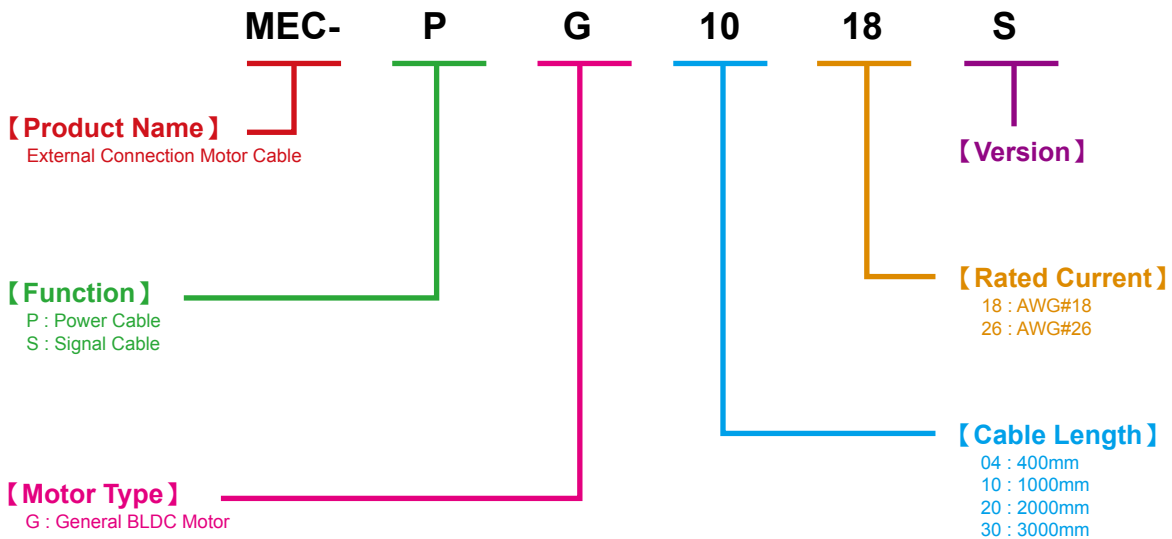 MEC- P G 10 18 S
【Product Name】
External Connection Motor Cable
【Version】
【Function】
P : Power Cable
S : Signal Cable
【Rated Current】
18 : AWG#18
26 : AWG#26
【Cable Length】
04 : 400mm
10 : 1000mm
20 : 2000mm
30 : 3000mm
【Motor Type】
G : General BLDC Motor